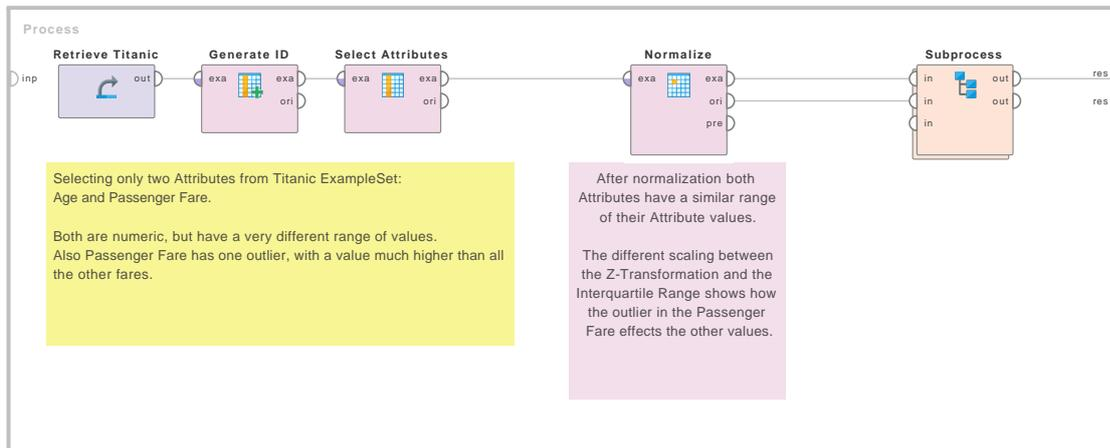 Process
Retrieve Titanic
Generate ID
Select Attributes
Normalize
Subprocess
inp
out
exa
exa
ori
exa
exa
ori
exa
exa
ori
pre
in
in
in
out
out
res
res
Selecting only two Attributes from Titanic ExampleSet:
Age and Passenger Fare.
Both are numeric, but have a very different range of values.
Also Passenger Fare has one outlier, with a value much higher than all
the other fares.
After normalization both
Attributes have a similar range
of their Attribute values.
The different scaling between
the Z-Transformation and the
Interquartile Range shows how
the outlier in the Passenger
Fare effects the other values.